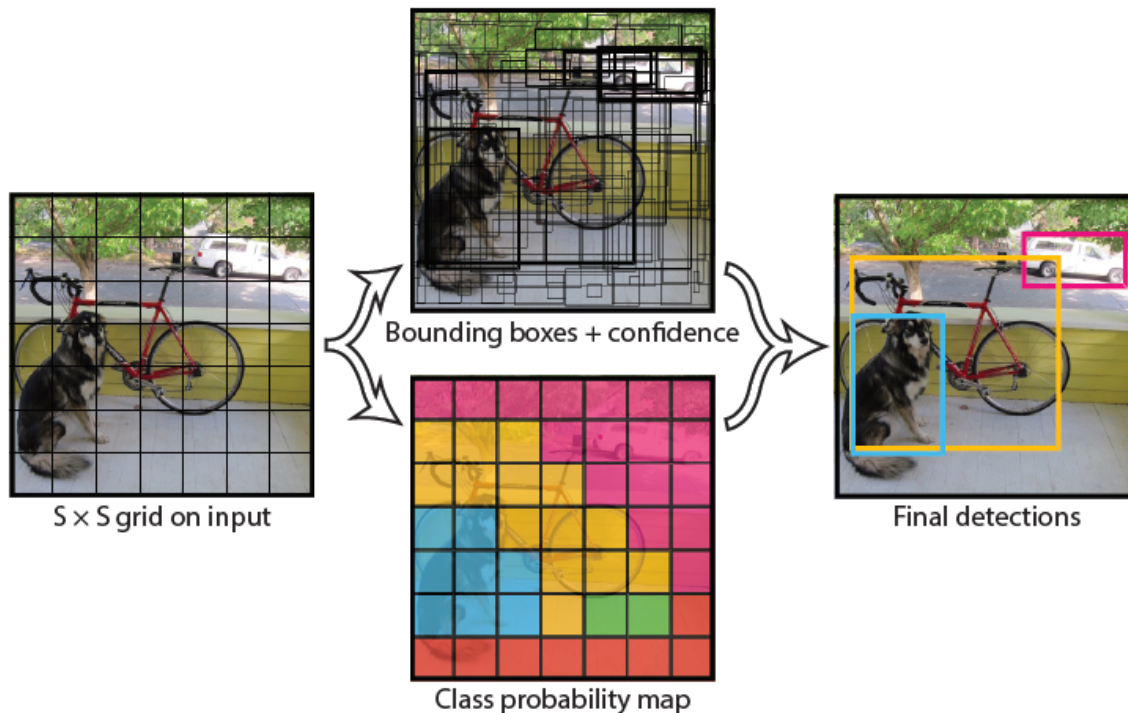 Bounding boxes + confidence
S × S grid on input
Final detections
Class probability map